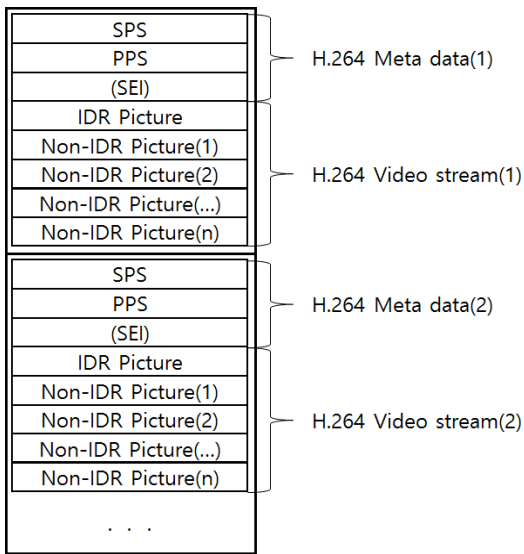 SPS
PPS
(SEI)
H.264 Meta data(1)
IDR Picture
Non-IDR Picture(1)
Non-IDR Picture(2)
Non-IDR Picture(...)
Non-IDR Picture(n)
H.264 Video stream(1)
SPS
PPS
(SEI)
H.264 Meta data(2)
IDR Picture
Non-IDR Picture(1)
Non-IDR Picture(2)
Non-IDR Picture(...)
Non-IDR Picture(n)
H.264 Video stream(2)
. . .